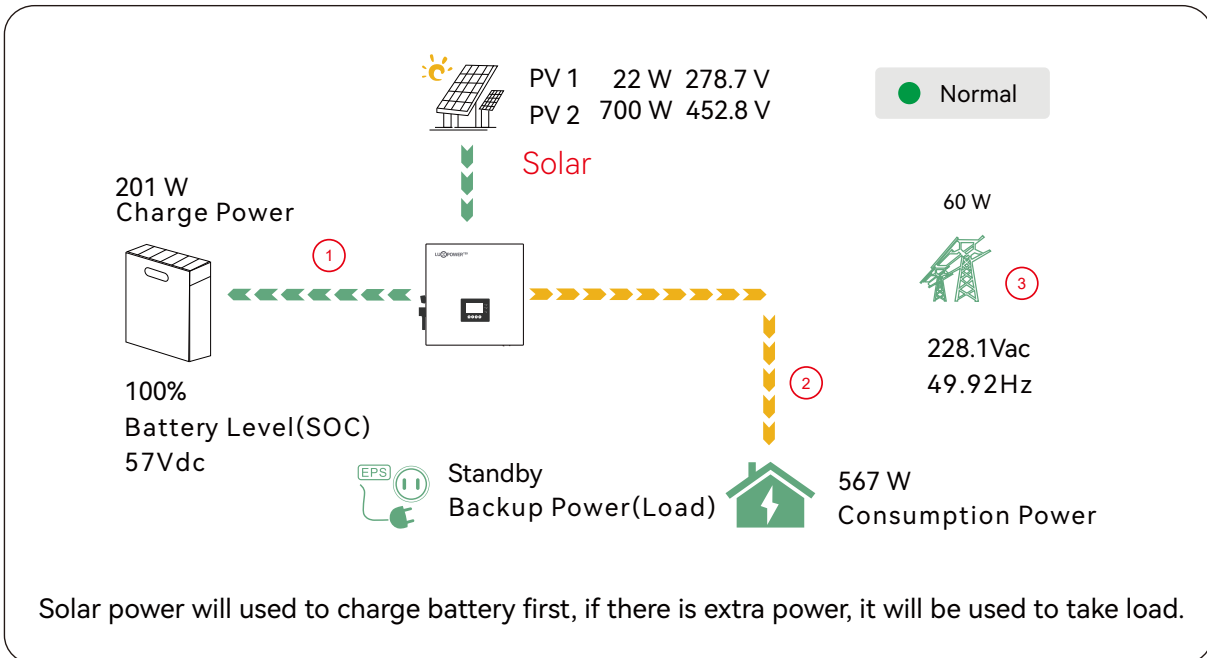 PV 1 22 W 278.7 V
PV 2 700 W 452.8 V
Normal
Solar
201 W
Charge Power
60 W
1
LUXPOWER™
3
228.1Vac
49.92Hz
2
100%
Battery Level(SOC)
57Vdc
EPS
Standby
Backup Power(Load)
567 W
Consumption Power
Solar power will used to charge battery first, if there is extra power, it will be used to take load.